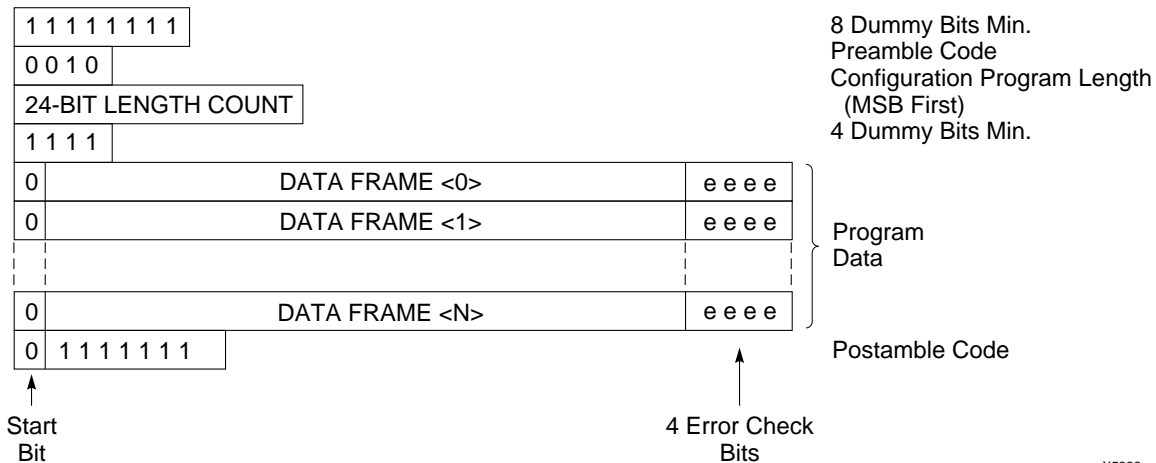 1 1 1 1 1 1 1 1 8 Dummy Bits Min.
0 0 1 0 Preamble Code
24-BIT LENGTH COUNT Configuration Program Length
(MSB First)
1 1 1 1 4 Dummy Bits Min.
0 DATA FRAME <0> e e e e
0 DATA FRAME <1> e e e e
Program
Data
0 DATA FRAME <N> e e e e
0 1 1 1 1 1 1 1 Postamble Code
Start
Bit
4 Error Check
Bits